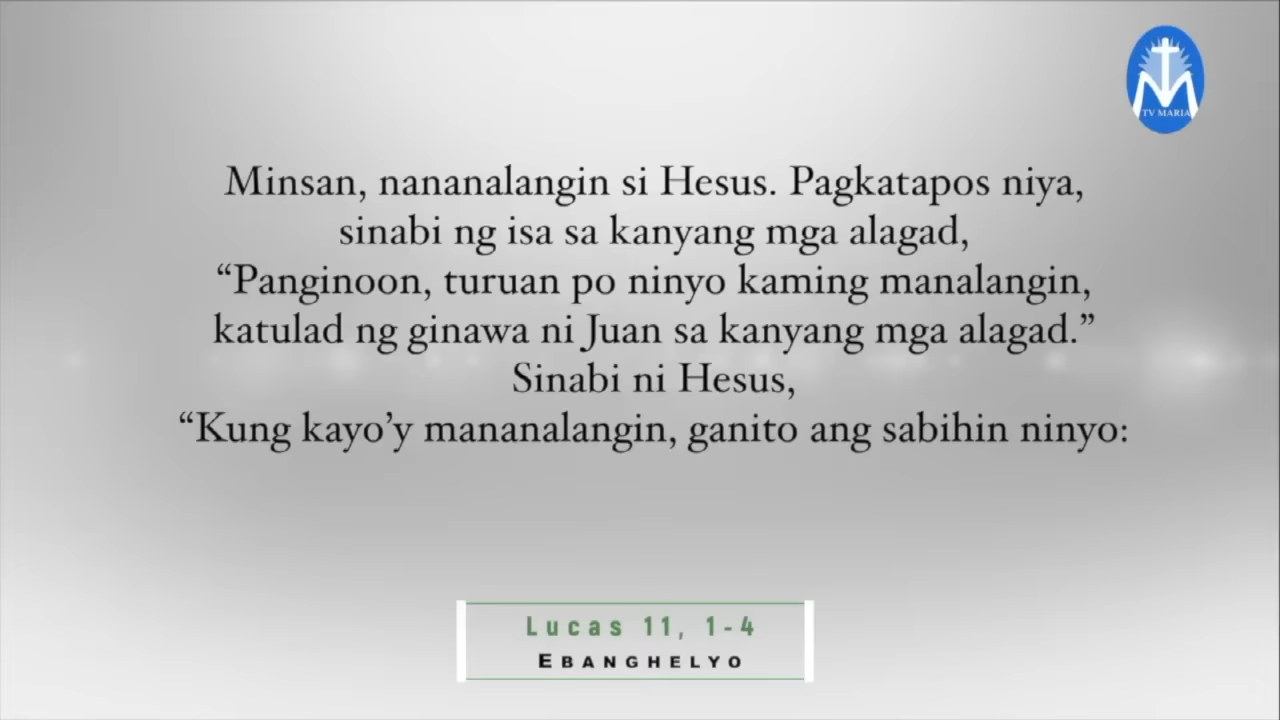 TV MARIA
Minsan, nananalangin si Hesus. Pagkatapos niya,
sinabi ng isa sa kanyang mga alagad,
“Panginoon, turuan po ninyo kaming manalangin,
katulad ng ginawa ni Juan sa kanyang mga alagad.”
Sinabi ni Hesus,
“Kung kayo’y mananalangin, ganito ang sabihin ninyo:
Lucas 11, 1-4
EBANGHELYO